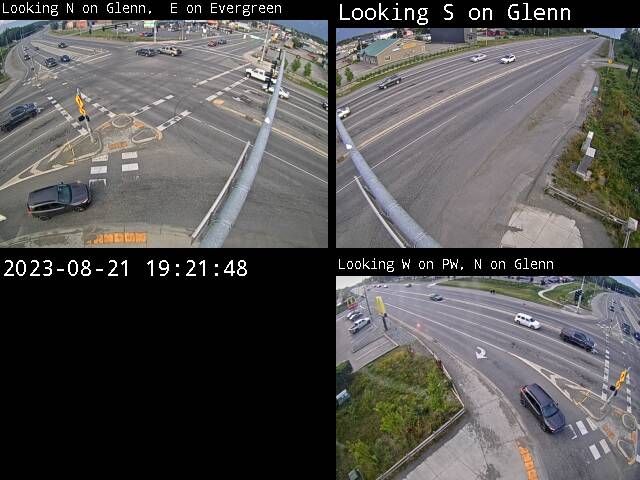 Looking N on Glenn,  E on Evergreen
Looking S on Glenn
2023-08-21 19:21:48
Looking W on PW, N on Glenn